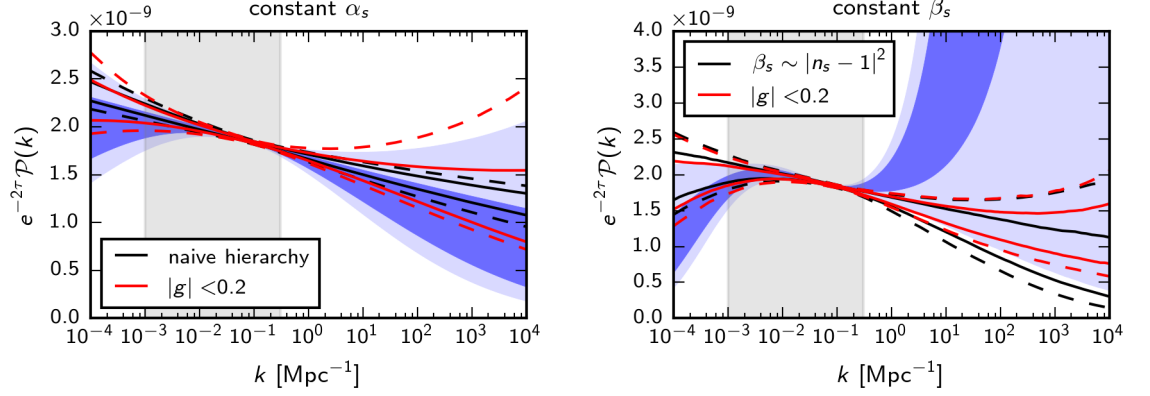 constant αₛ
×10⁻⁹
3.0
2.5
2.0
1.5
1.0
0.5
0.0
e⁻²ᵗ𝒫(k)
naive hierarchy
|g| <0.2
10⁻⁴ 10⁻³ 10⁻² 10⁻¹ 10⁰ 10¹ 10² 10³ 10⁴
k [Mpc⁻¹]
constant βₛ
×10⁻⁹
4.0
3.5
3.0
2.5
2.0
1.5
1.0
0.5
0.0
e⁻²ᵗ𝒫(k)
βₛ ∼ |nₛ − 1|²
|g| <0.2
10⁻⁴ 10⁻³ 10⁻² 10⁻¹ 10⁰ 10¹ 10² 10³ 10⁴
k [Mpc⁻¹]